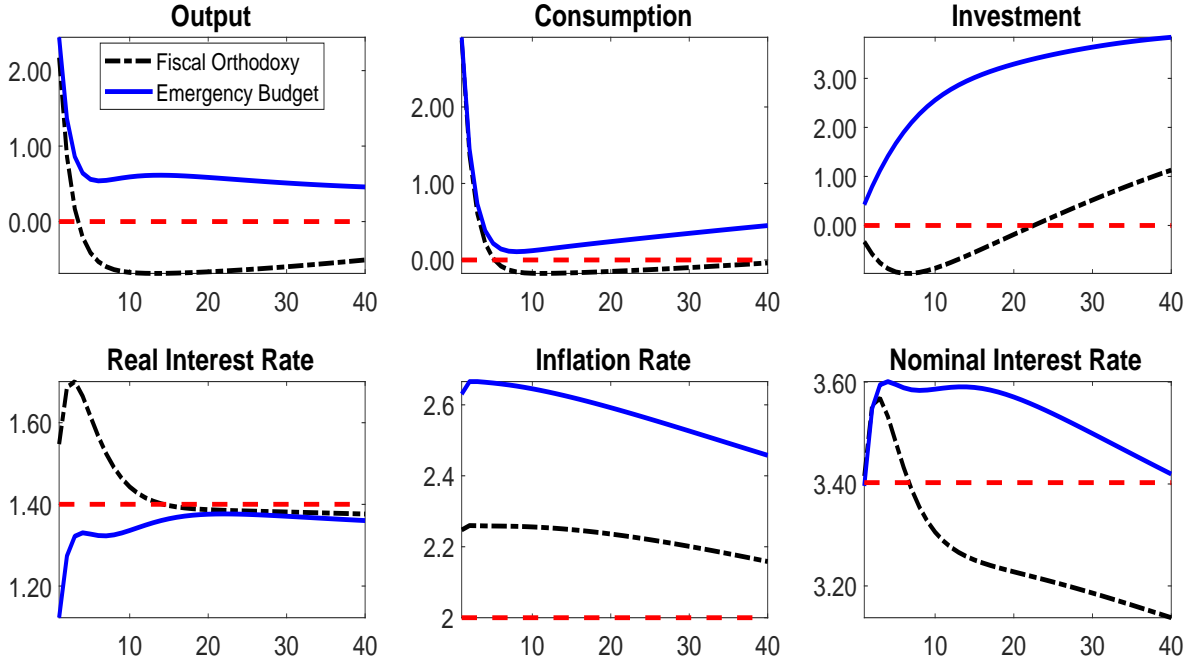 Output
2.00
1.00
0.00
10 20 30 40
Fiscal Orthodoxy
Emergency Budget
Consumption
2.00
1.00
0.00
10 20 30 40
Investment
3.00
2.00
1.00
0.00
10 20 30 40
Real Interest Rate
1.60
1.40
1.20
10 20 30 40
Inflation Rate
2.6
2.4
2.2
2
10 20 30 40
Nominal Interest Rate
3.60
3.40
3.20
10 20 30 40